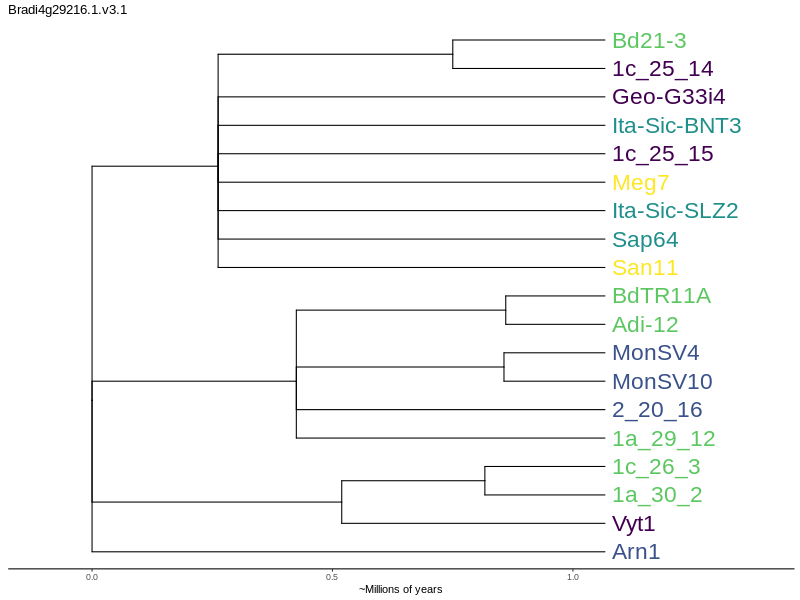 Bradi4g29216.1.v3.1
Bd21-3
1c_25_14
Geo-G33i4
Ita-Sic-BNT3
1c_25_15
Meg7
Ita-Sic-SLZ2
Sap64
San11
BdTR11A
Adi-12
MonSV4
MonSV10
2_20_16
1a_29_12
1c_26_3
1a_30_2
Vyt1
Arn1
0.0 0.5 1.0
~Millions of years